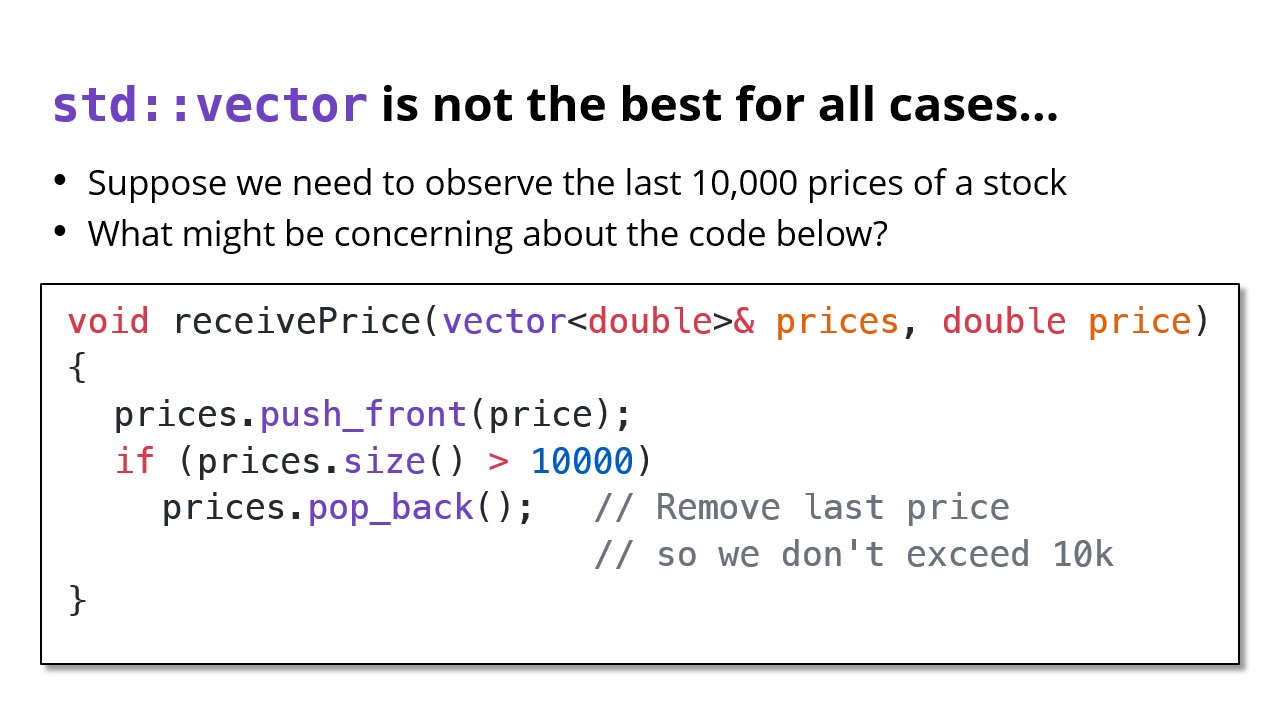 std::vector is not the best for all cases…
• Suppose we need to observe the last 10,000 prices of a stock
• What might be concerning about the code below?
void receivePrice(vector<double>& prices, double price)
{
  prices.push_front(price);
  if (prices.size() > 10000)
    prices.pop_back();   // Remove last price
                         // so we don't exceed 10k
}